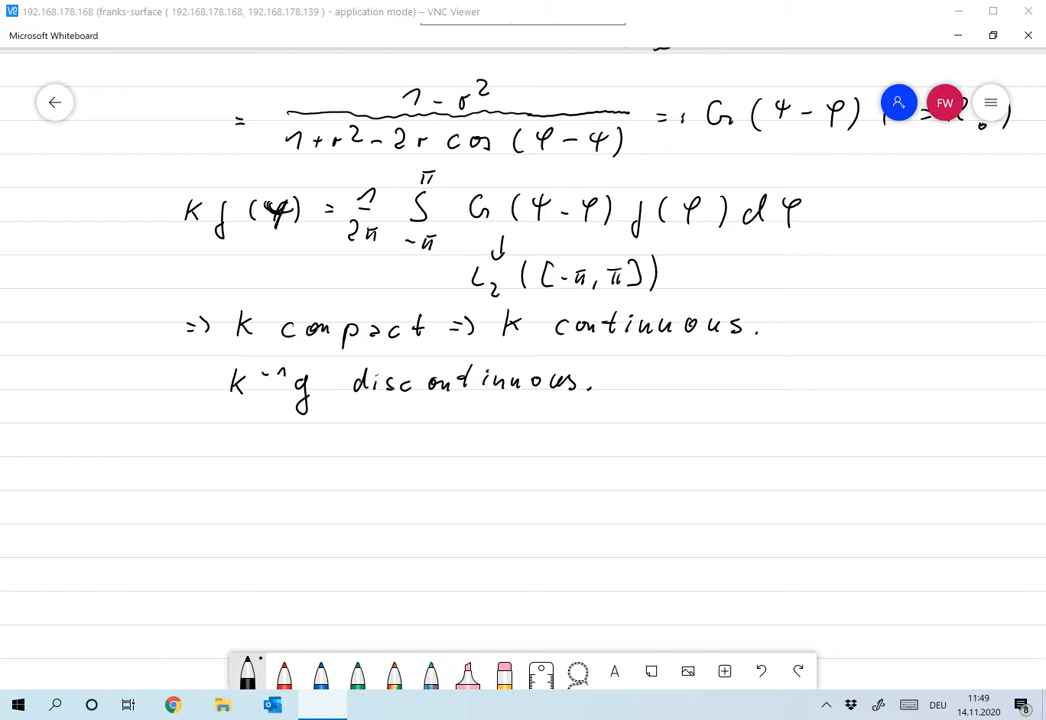 192.168.178.168 (franks-surface ( 192.168.178.168, 192.168.178.139 ) - application mode) – VNC Viewer
Microsoft Whiteboard
= (1 - r²) / (1 + r² - 2r cos (φ - ψ)) =: G (ψ - φ)
FW
K f (ψ) = 1/2π ∫_{-π}^{π} G (ψ - φ) f(φ) dφ
↓
L₂ ([-π, π])
=> K compact => K continuous.
K⁻¹g discontinuous.
A
DEU
11:49
14.11.2020
8